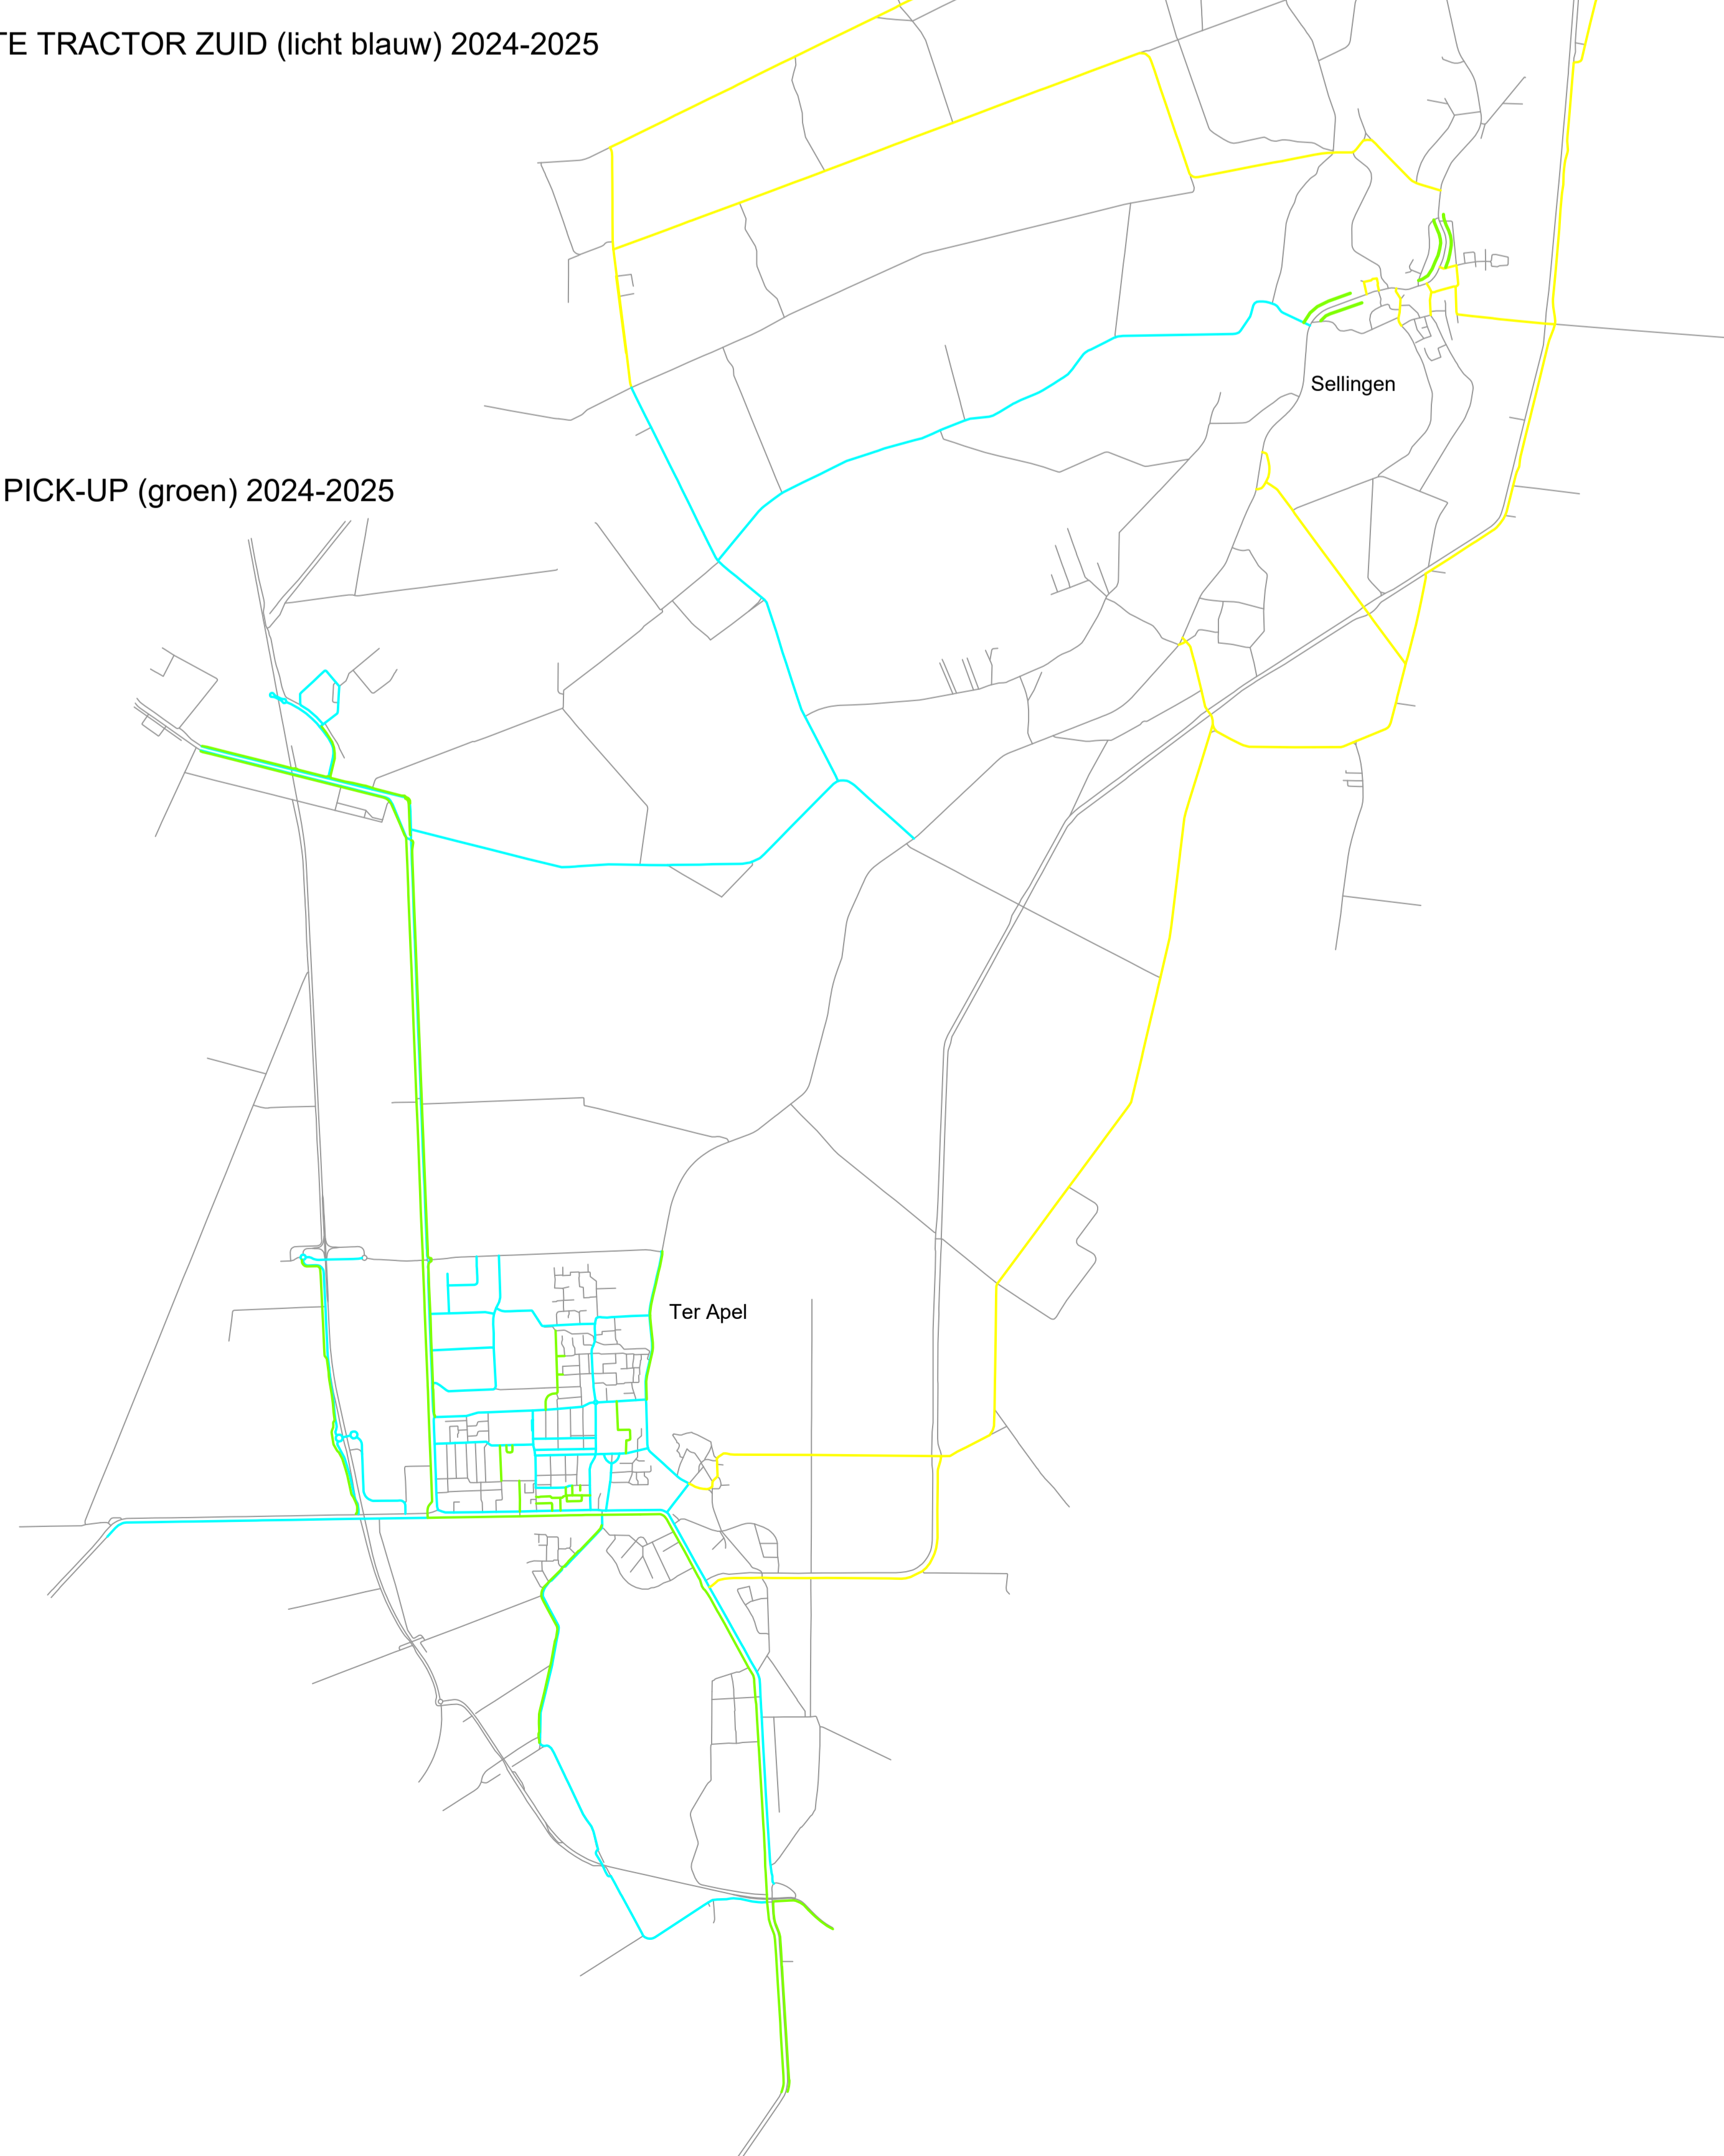 TE TRACTOR ZUID (licht blauw) 2024-2025
Sellingen
PICK-UP (groen) 2024-2025
Ter Apel